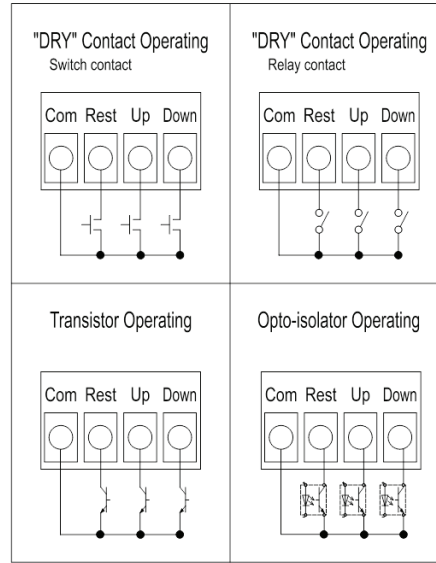 "DRY" Contact Operating
Switch contact
Com Rest Up Down
"DRY" Contact Operating
Relay contact
Com Rest Up Down
Transistor Operating
Com Rest Up Down
Opto-isolator Operating
Com Rest Up Down